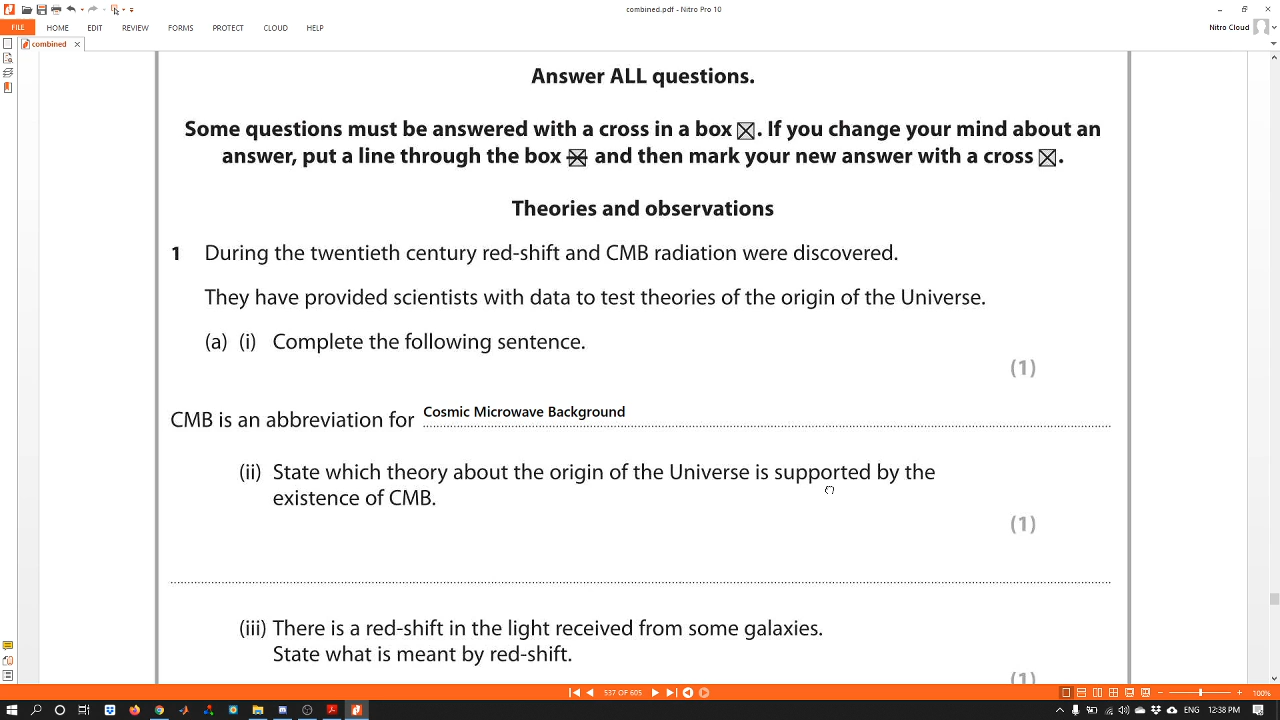 combined.pdf - Nitro Pro 10
FILE HOME EDIT REVIEW FORMS PROTECT CLOUD HELP
Nitro Cloud
combined
Answer ALL questions.
Some questions must be answered with a cross in a box. If you change your mind about an
answer, put a line through the box and then mark your new answer with a cross.
Theories and observations
1 During the twentieth century red-shift and CMB radiation were discovered.
They have provided scientists with data to test theories of the origin of the Universe.
(a) (i) Complete the following sentence.
(1)
CMB is an abbreviation for Cosmic Microwave Background
(ii) State which theory about the origin of the Universe is supported by the
existence of CMB.
(1)
(iii) There is a red-shift in the light received from some galaxies.
State what is meant by red-shift.
(1)
537 OF 605
100%
12:38 PM